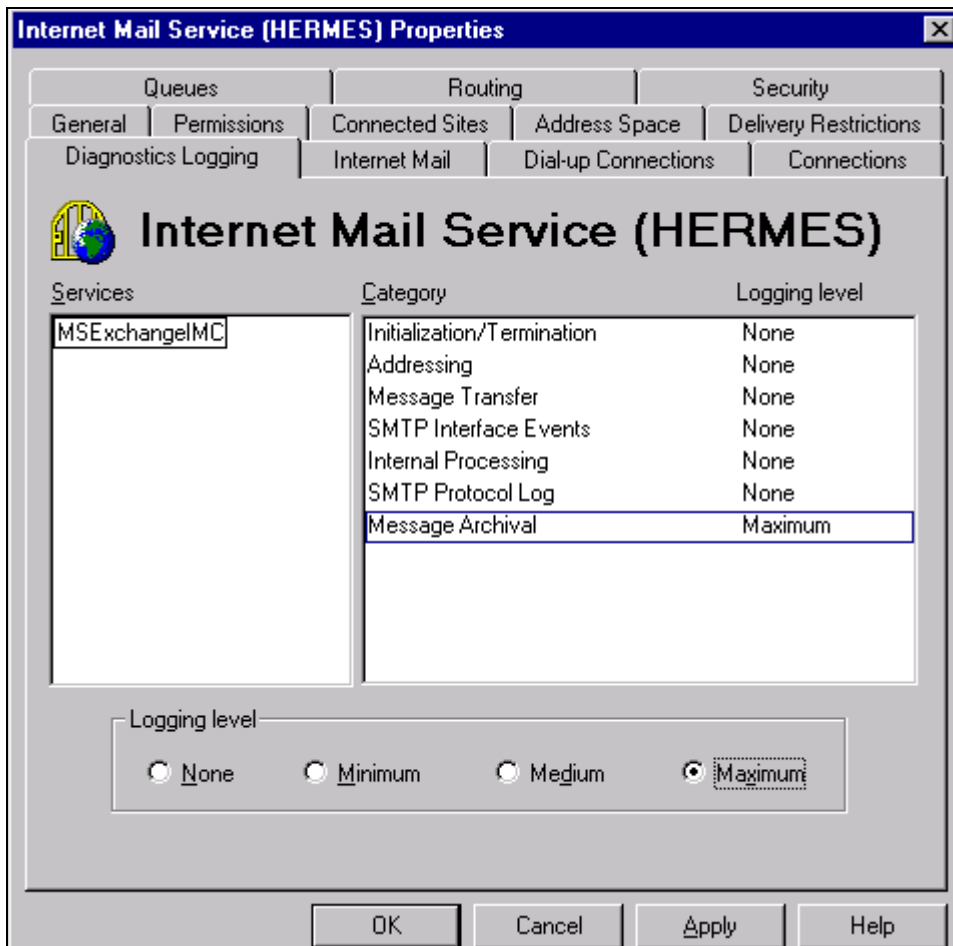 Internet Mail Service (HERMES) Properties
Queues Routing Security
General Permissions Connected Sites Address Space Delivery Restrictions
Diagnostics Logging Internet Mail Dial-up Connections Connections
Internet Mail Service (HERMES)
Services Category Logging level
MSExchangeIMC
Initialization/Termination None
Addressing None
Message Transfer None
SMTP Interface Events None
Internal Processing None
SMTP Protocol Log None
Message Archival Maximum
Logging level
None Minimum Medium Maximum
OK Cancel Apply Help